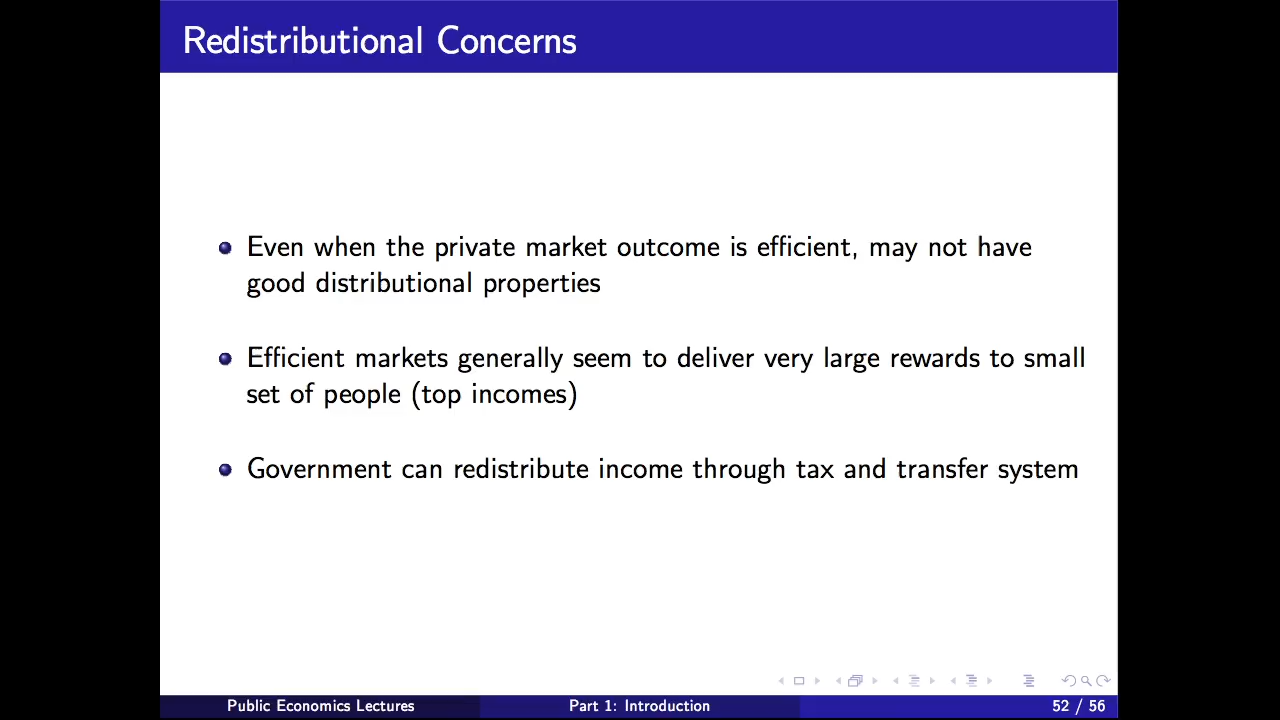 Redistributional Concerns
Even when the private market outcome is efficient, may not have
good distributional properties
Efficient markets generally seem to deliver very large rewards to small
set of people (top incomes)
Government can redistribute income through tax and transfer system
Public Economics Lectures
Part 1: Introduction
52 / 56